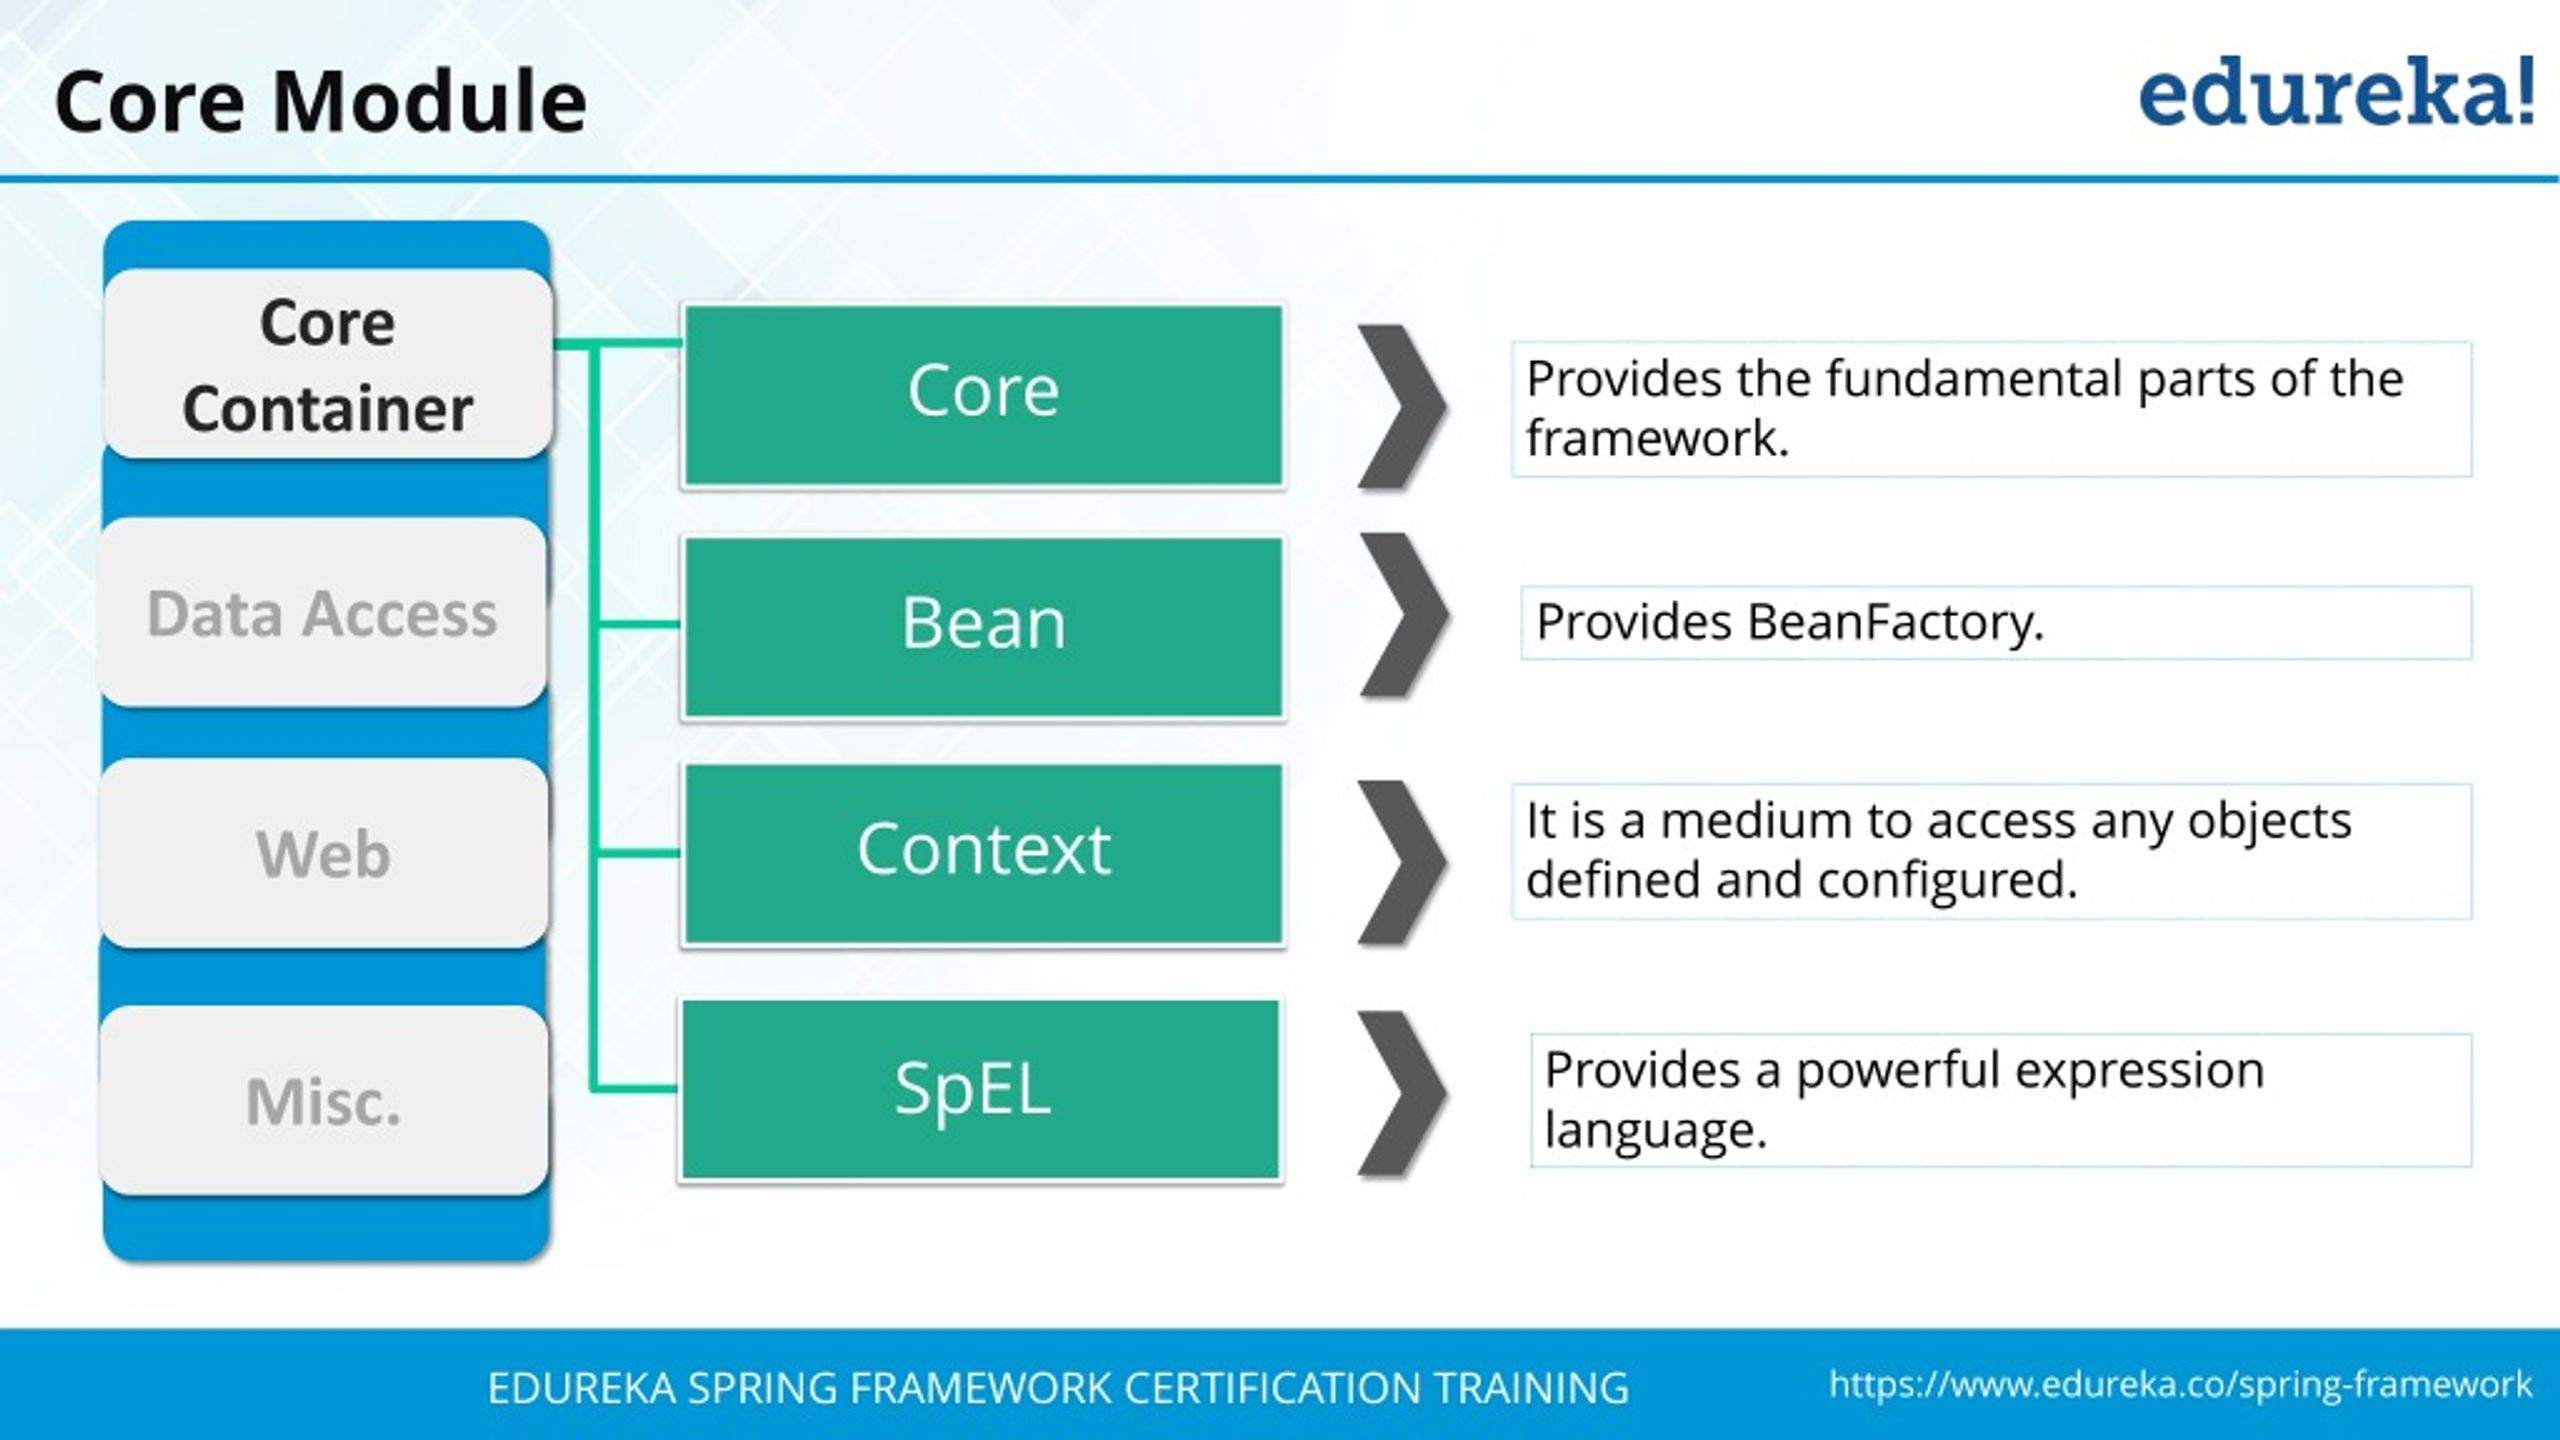 Core Module
edureka!
Core
Container
Data Access
Web
Misc.
Core
Provides the fundamental parts of the
framework.
Bean
Provides BeanFactory.
Context
It is a medium to access any objects
defined and configured.
SpEL
Provides a powerful expression
language.
EDUREKA SPRING FRAMEWORK CERTIFICATION TRAINING
https://www.edureka.co/spring-framework